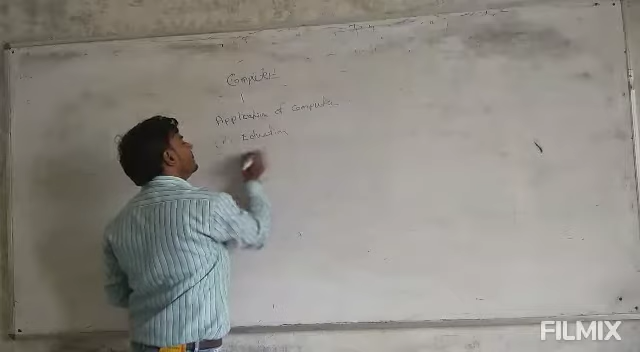 Computer
Application of Computer
(1) Education
FILMIX